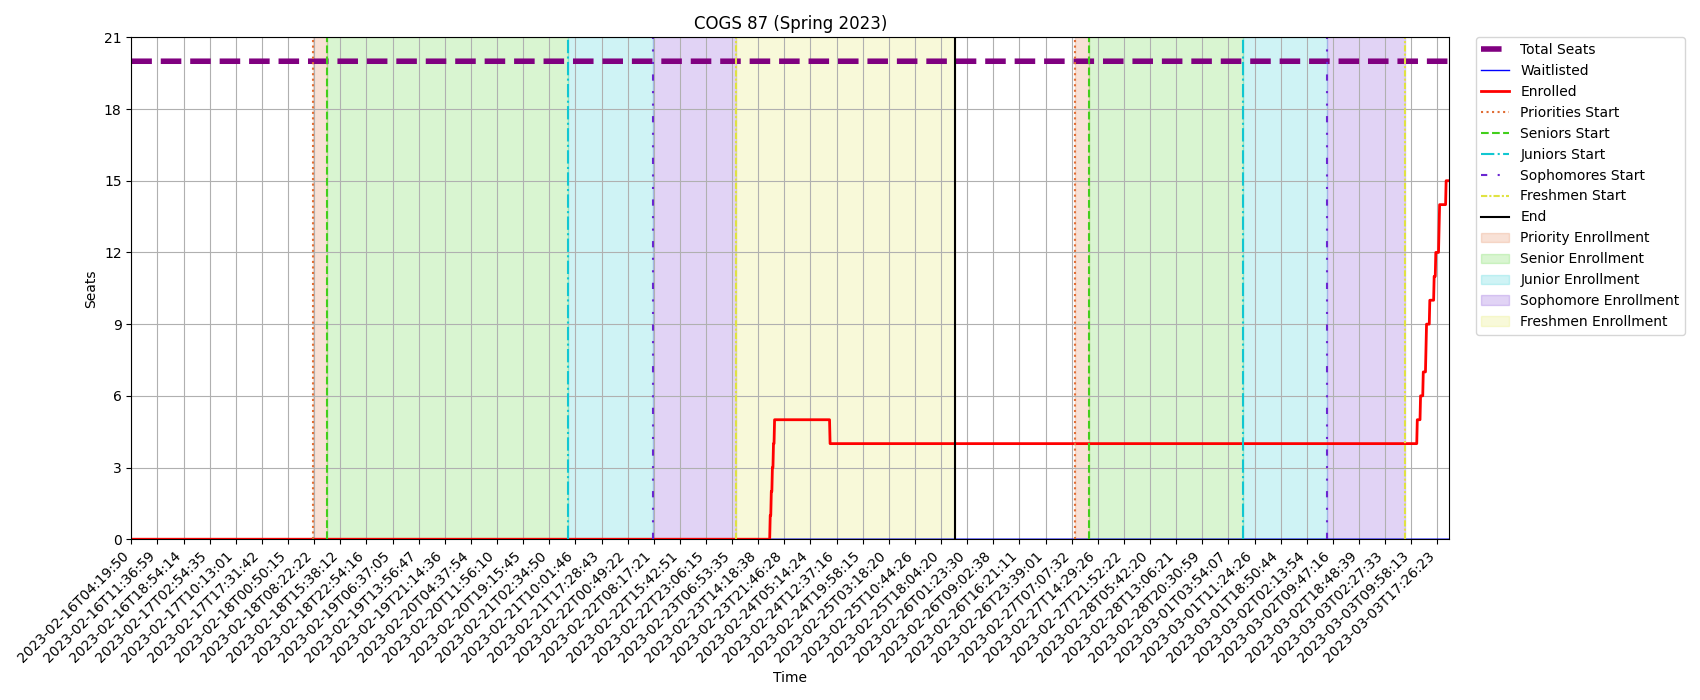 COGS 87 (Spring 2023)
21
18
15
12
9
6
3
0
Seats
2023-02-16T04:19:50
2023-02-16T11:36:59
2023-02-16T18:54:14
2023-02-17T02:54:35
2023-02-17T10:13:01
2023-02-17T17:31:42
2023-02-18T00:50:15
2023-02-18T08:22:22
2023-02-18T15:38:12
2023-02-18T22:54:16
2023-02-19T06:37:05
2023-02-19T13:56:47
2023-02-19T21:14:36
2023-02-20T04:37:54
2023-02-20T11:56:10
2023-02-20T19:15:45
2023-02-21T02:34:50
2023-02-21T10:01:46
2023-02-21T17:28:43
2023-02-22T00:49:22
2023-02-22T08:17:21
2023-02-22T15:42:51
2023-02-22T23:06:15
2023-02-23T06:53:35
2023-02-23T14:18:38
2023-02-23T21:46:28
2023-02-24T05:14:24
2023-02-24T12:37:16
2023-02-24T19:58:15
2023-02-25T03:18:20
2023-02-25T10:44:26
2023-02-25T18:04:20
2023-02-26T01:23:30
2023-02-26T09:02:38
2023-02-26T16:21:11
2023-02-26T23:39:01
2023-02-27T07:07:32
2023-02-27T14:29:26
2023-02-27T21:52:22
2023-02-28T05:42:20
2023-02-28T13:06:21
2023-02-28T20:30:59
2023-03-01T03:54:07
2023-03-01T11:24:26
2023-03-01T18:50:44
2023-03-02T02:13:54
2023-03-02T09:47:16
2023-03-02T18:48:39
2023-03-03T02:27:33
2023-03-03T09:58:13
2023-03-03T17:26:23
Time
Total Seats
Waitlisted
Enrolled
Priorities Start
Seniors Start
Juniors Start
Sophomores Start
Freshmen Start
End
Priority Enrollment
Senior Enrollment
Junior Enrollment
Sophomore Enrollment
Freshmen Enrollment